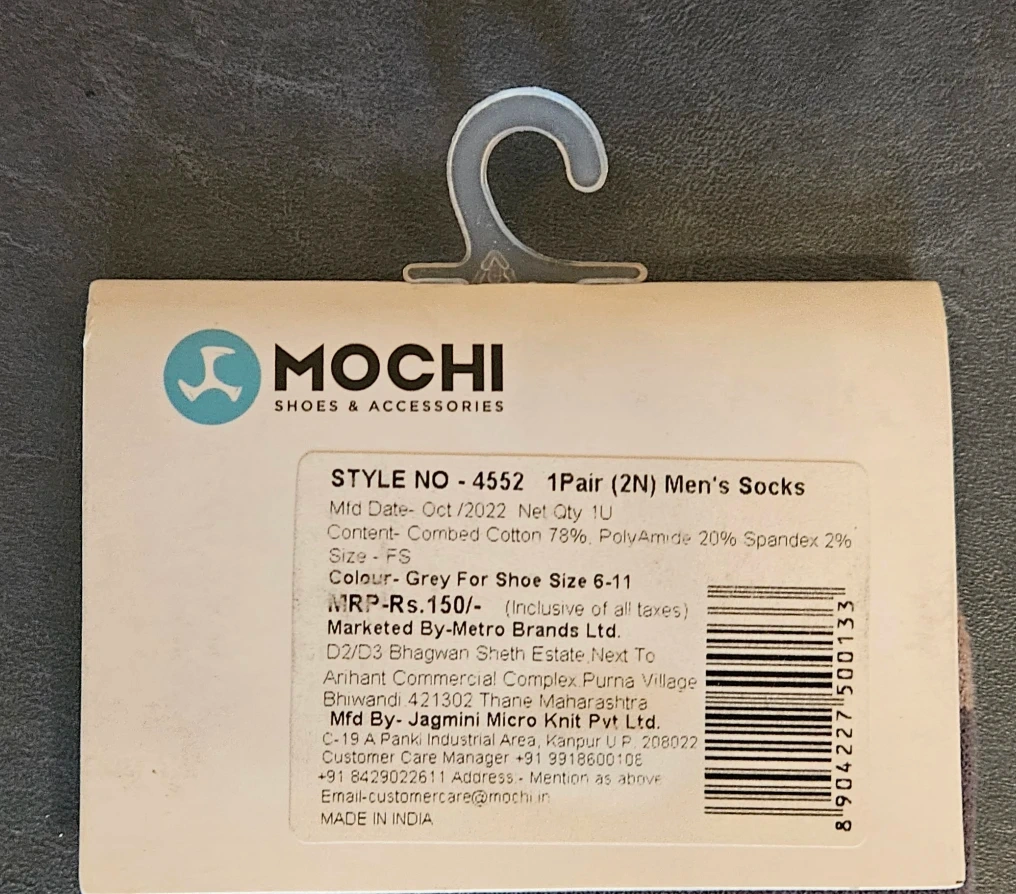 MOCHI
SHOES & ACCESSORIES
STYLE NO - 4552 1Pair (2N) Men's Socks
Mfd Date- Oct /2022 Net Qty 1U
Content- Combed Cotton 78%, PolyAmide 20% Spandex 2%
Size - FS
Colour- Grey For Shoe Size 6-11
MRP-Rs.150/- (Inclusive of all taxes)
Marketed By-Metro Brands Ltd.
D2/D3 Bhagwan Sheth Estate,Next To
Arihant Commercial Complex,Purna Village
Bhiwandi 421302 Thane Maharashtra
Mfd By- Jagmini Micro Knit Pvt Ltd.
C-19 A Panki Industrial Area, Kanpur U.P. 208022
Customer Care Manager +91 9918600108
+91 8429022611 Address:- Mention as above
Email-customercare@mochi.in
MADE IN INDIA
8 904227 500133